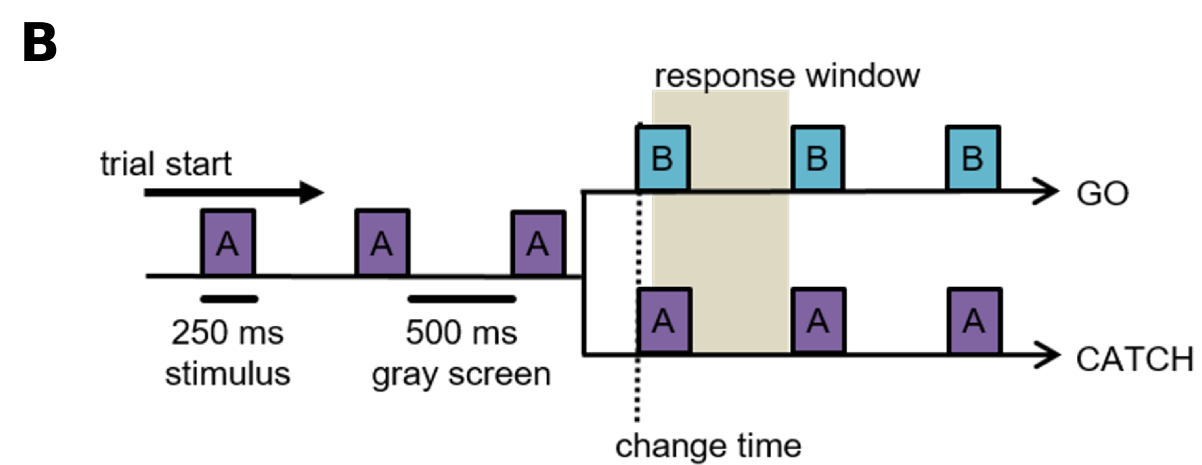 B
response window
trial start
B B B
GO
A A A
250 ms
stimulus
500 ms
gray screen
A A A
CATCH
change time